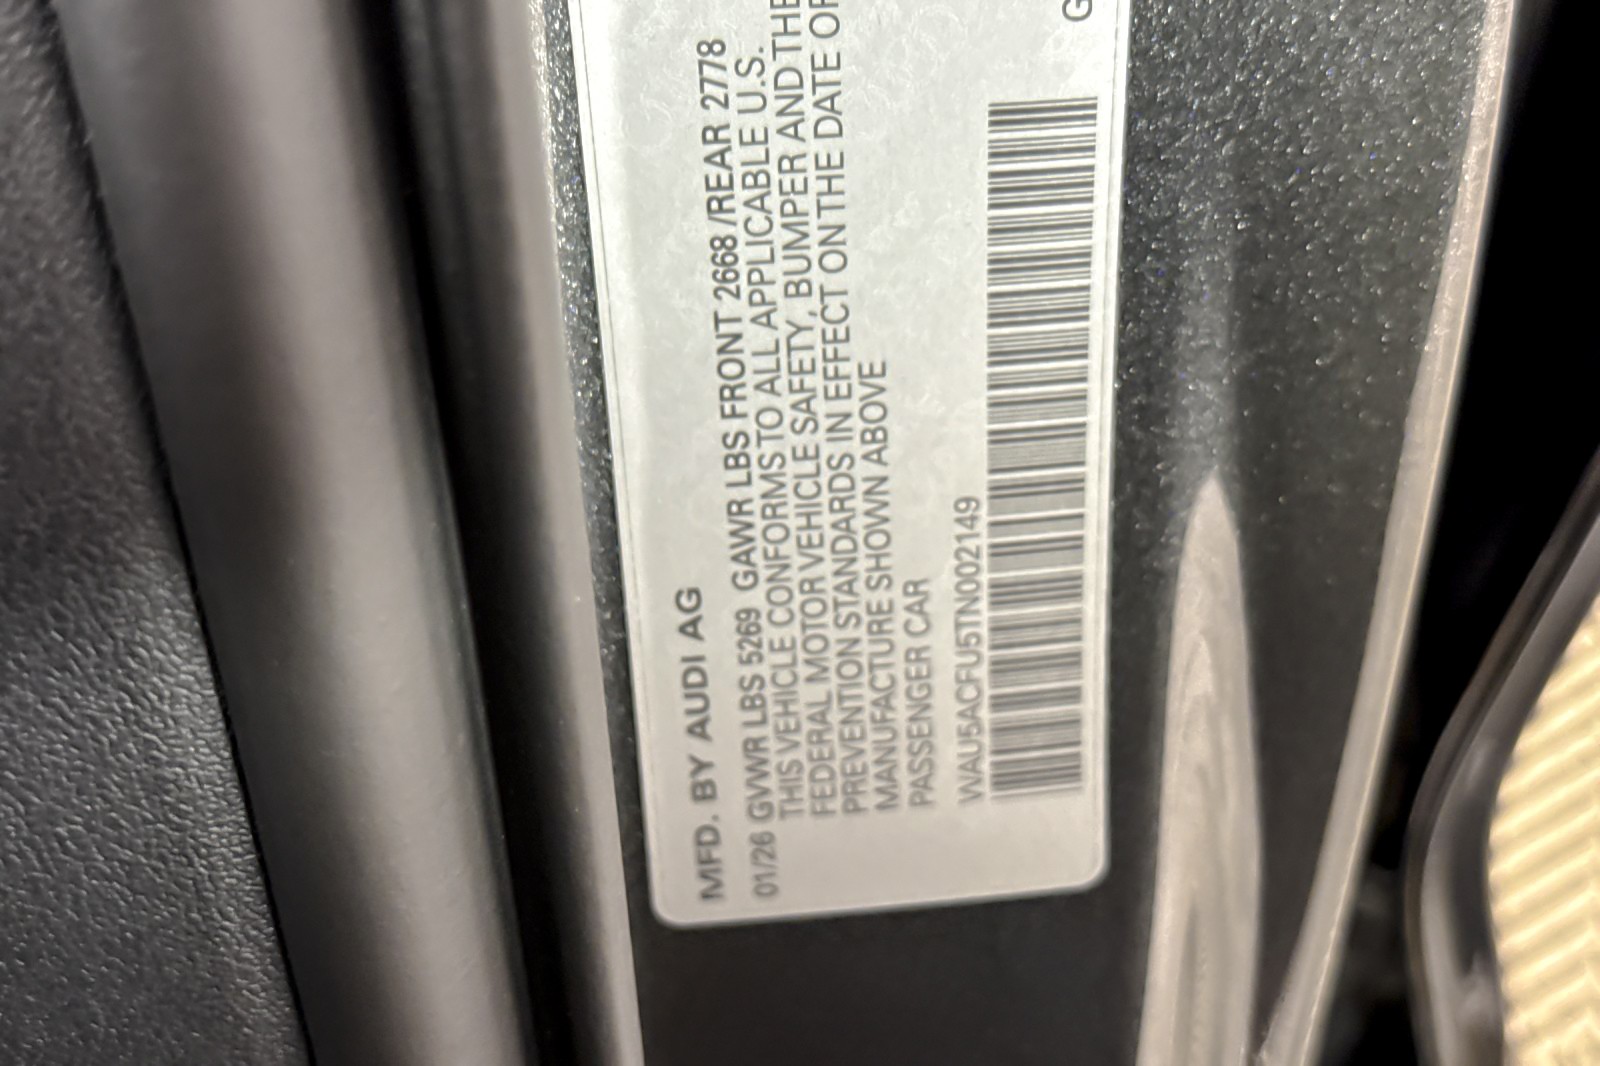 MFD. BY AUDI AG
01/26 GVWR LBS 5269 GAWR LBS FRONT 2668 /REAR 2778
THIS VEHICLE CONFORMS TO ALL APPLICABLE U.S.
FEDERAL MOTOR VEHICLE SAFETY, BUMPER AND THE
PREVENTION STANDARDS IN EFFECT ON THE DATE OF
MANUFACTURE SHOWN ABOVE
PASSENGER CAR
WAU5ACFU5TN002149
G